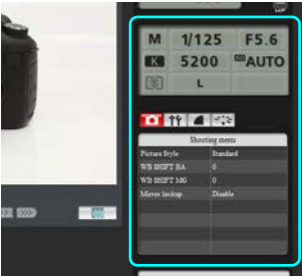 M 1/125 F5.6
K 5200 ISO AUTO
L
Shooting menu
Picture Style Standard
WB SHIFT BA 0
WB SHIFT MG 0
Mirror lockup Disable